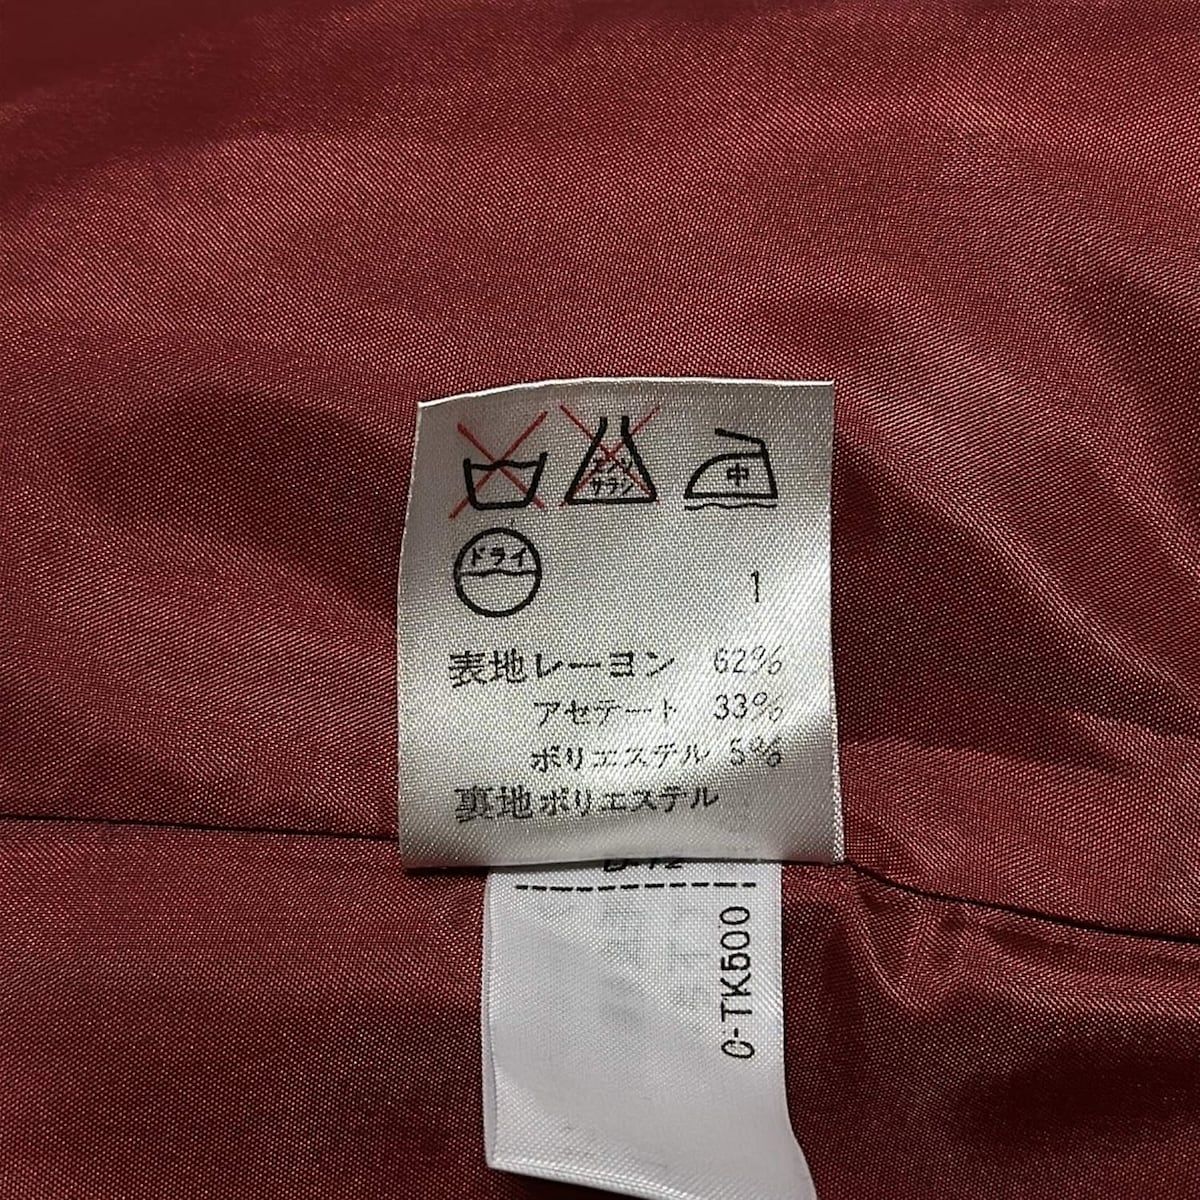 エンソ
サラシ
中
ドライ
1
表地レーヨン 62%
アセテート 33%
ポリエステル 5%
裏地ポリエステル
C-TK500